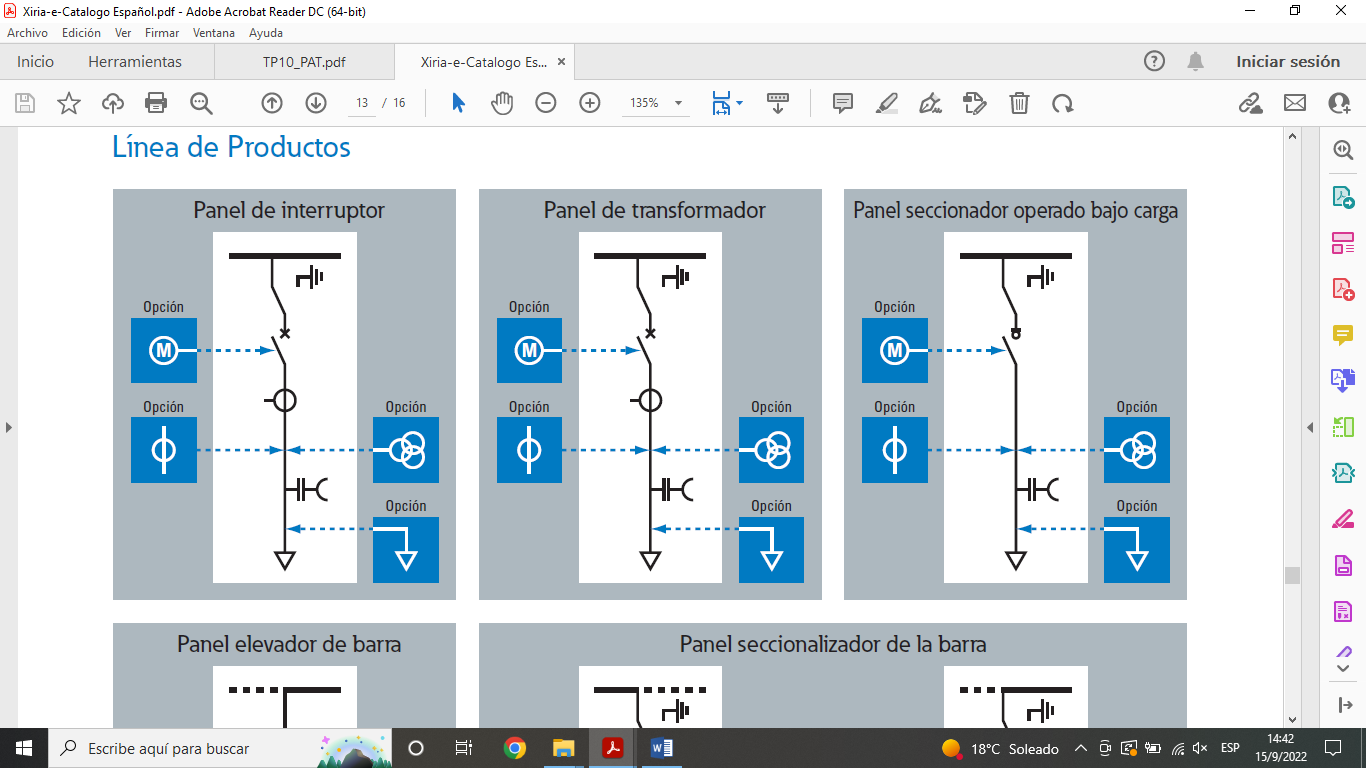 Xiria-e-Catalogo Español.pdf - Adobe Acrobat Reader DC (64-bit)
Archivo Edición Ver Firmar Ventana Ayuda
Inicio Herramientas TP10_PAT.pdf Xiria-e-Catalogo Es... × Iniciar sesión
13 / 16 135%
Línea de Productos
Panel de interruptor
Opción
M
Opción
Opción
Opción
Panel de transformador
Opción
M
Opción
Opción
Opción
Panel seccionador operado bajo carga
Opción
M
Opción
Opción
Opción
Panel elevador de barra
Panel seccionalizador de la barra
Escribe aquí para buscar
18°C Soleado
ESP
14:42
15/9/2022